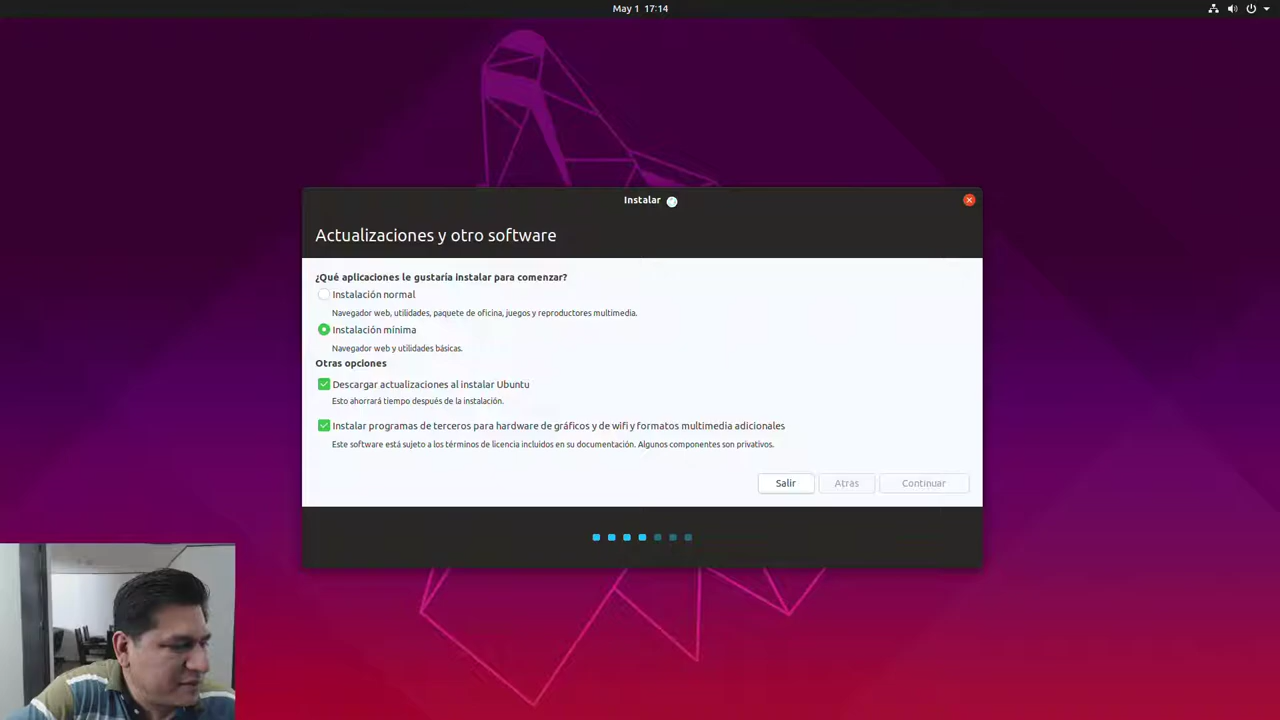 May 1 17:14
Instalar
Actualizaciones y otro software
¿Qué aplicaciones le gustaría instalar para comenzar?
Instalación normal
Navegador web, utilidades, paquete de oficina, juegos y reproductores multimedia.
Instalación mínima
Navegador web y utilidades básicas.
Otras opciones
Descargar actualizaciones al instalar Ubuntu
Esto ahorrará tiempo después de la instalación.
Instalar programas de terceros para hardware de gráficos y de wifi y formatos multimedia adicionales
Este software está sujeto a los términos de licencia incluidos en su documentación. Algunos componentes son privativos.
Salir
Atrás
Continuar